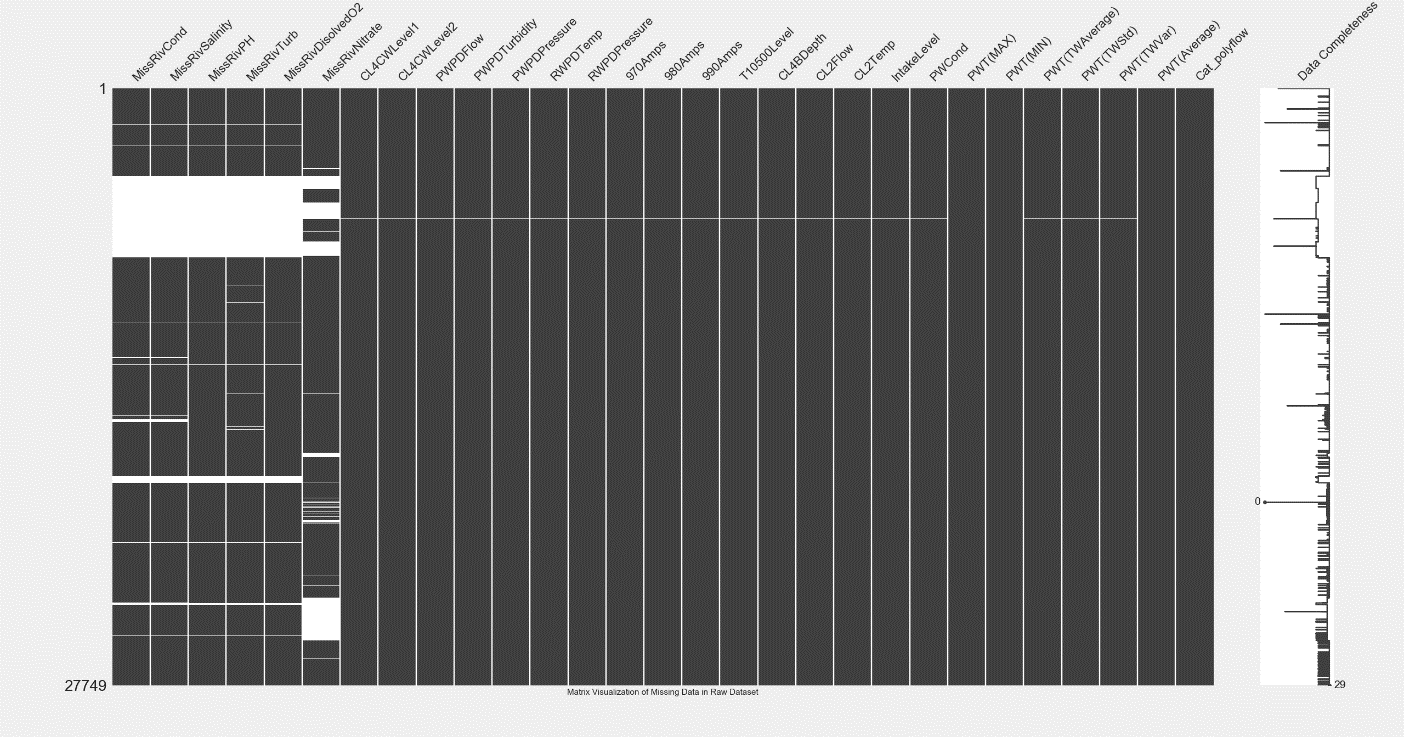 MissRivCond
MissRivSalinity
MissRivPH
MissRivTurb
MissRivDisolvedO2
MissRivNitrate
CL4CWLevel1
CL4CWLevel2
PWPDFlow
PWPDTurbidity
PWPDPressure
RWPDTemp
RWPDPressure
970Amps
980Amps
990Amps
T10500Level
CL4BDepth
CL2Flow
CL2Temp
IntakeLevel
PWCond
PWT(MAX)
PWT(MIN)
PWT(TWAverage)
PWT(TWStd)
PWT(TWVar)
PWT(Average)
Cat_polyflow
Data Completeness
1
0
27749
29
Matrix Visualization of Missing Data in Raw Dataset